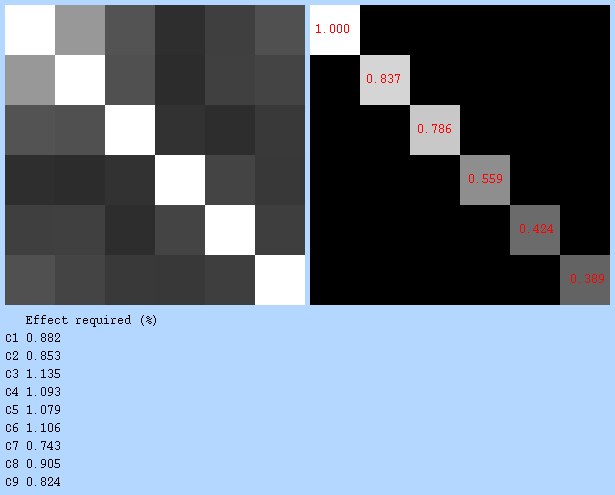 1.000
0.837
0.786
0.559
0.424
0.389
Effect required (%)
C1 0.882
C2 0.853
C3 1.135
C4 1.093
C5 1.079
C6 1.106
C7 0.743
C8 0.905
C9 0.824